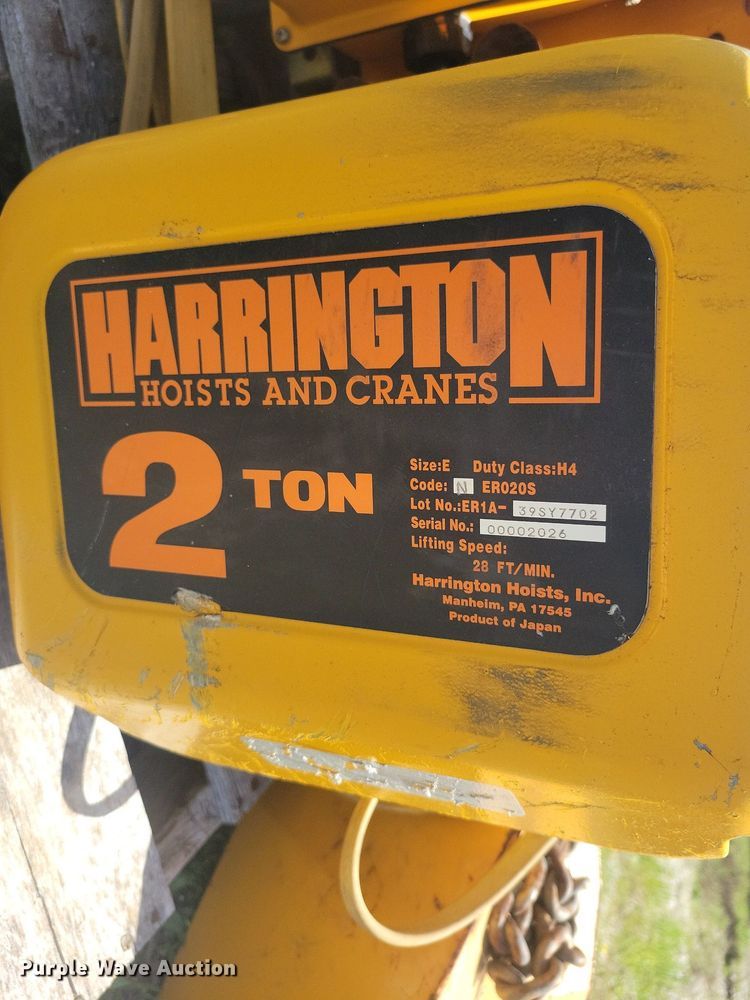 HARRINGTON
HOISTS AND CRANES
2 TON
Size:E Duty Class:H4
Code: N ER020S
Lot No.:ER1A- 39SY7702
Serial No.: 00002026
Lifting Speed:
28 FT/MIN.
Harrington Hoists, Inc.
Manheim, PA 17545
Product of Japan
Purple Wave Auction